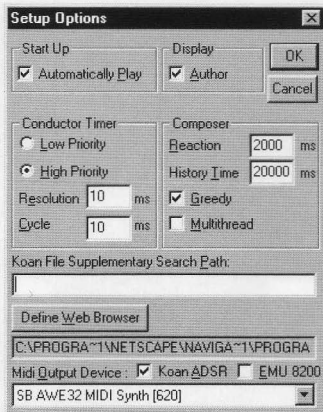 Setup Options
Start Up
Automatically Play
Display
Author
OK
Cancel
Conductor Timer
Low Priority
High Priority
Resolution 10 ms
Cycle 10 ms
Composer
Reaction 2000 ms
History Time 20000 ms
Greedy
Multithread
Koan File Supplementary Search Path:
Define Web Browser
C:\PROGRA~1\NETSCAPE\NAVIGA~1\PROGRA
Midi Output Device: Koan ADSR EMU 8200
SB AWE32 MIDI Synth [620]